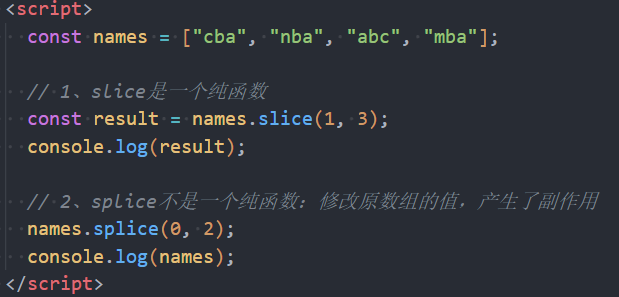 <script>
const names = ["cba", "nba", "abc", "mba"];
// 1、slice是一个纯函数
const result = names.slice(1, 3);
console.log(result);
// 2、splice不是一个纯函数：修改原数组的值，产生了副作用
names.splice(0, 2);
console.log(names);
</script>